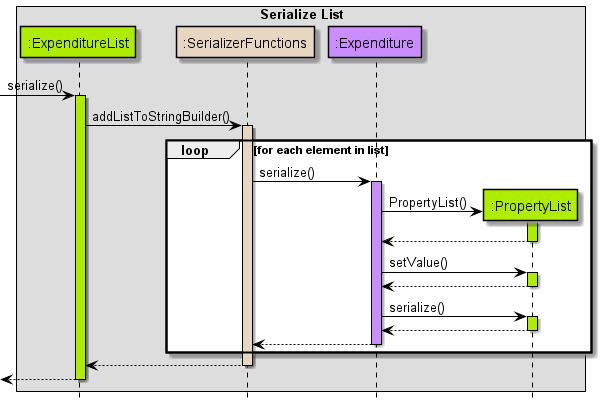 Serialize List
:ExpenditureList
:SerializerFunctions
:Expenditure
serialize()
addListToStringBuilder()
loop
[for each element in list]
serialize()
PropertyList()
:PropertyList
setValue()
serialize()